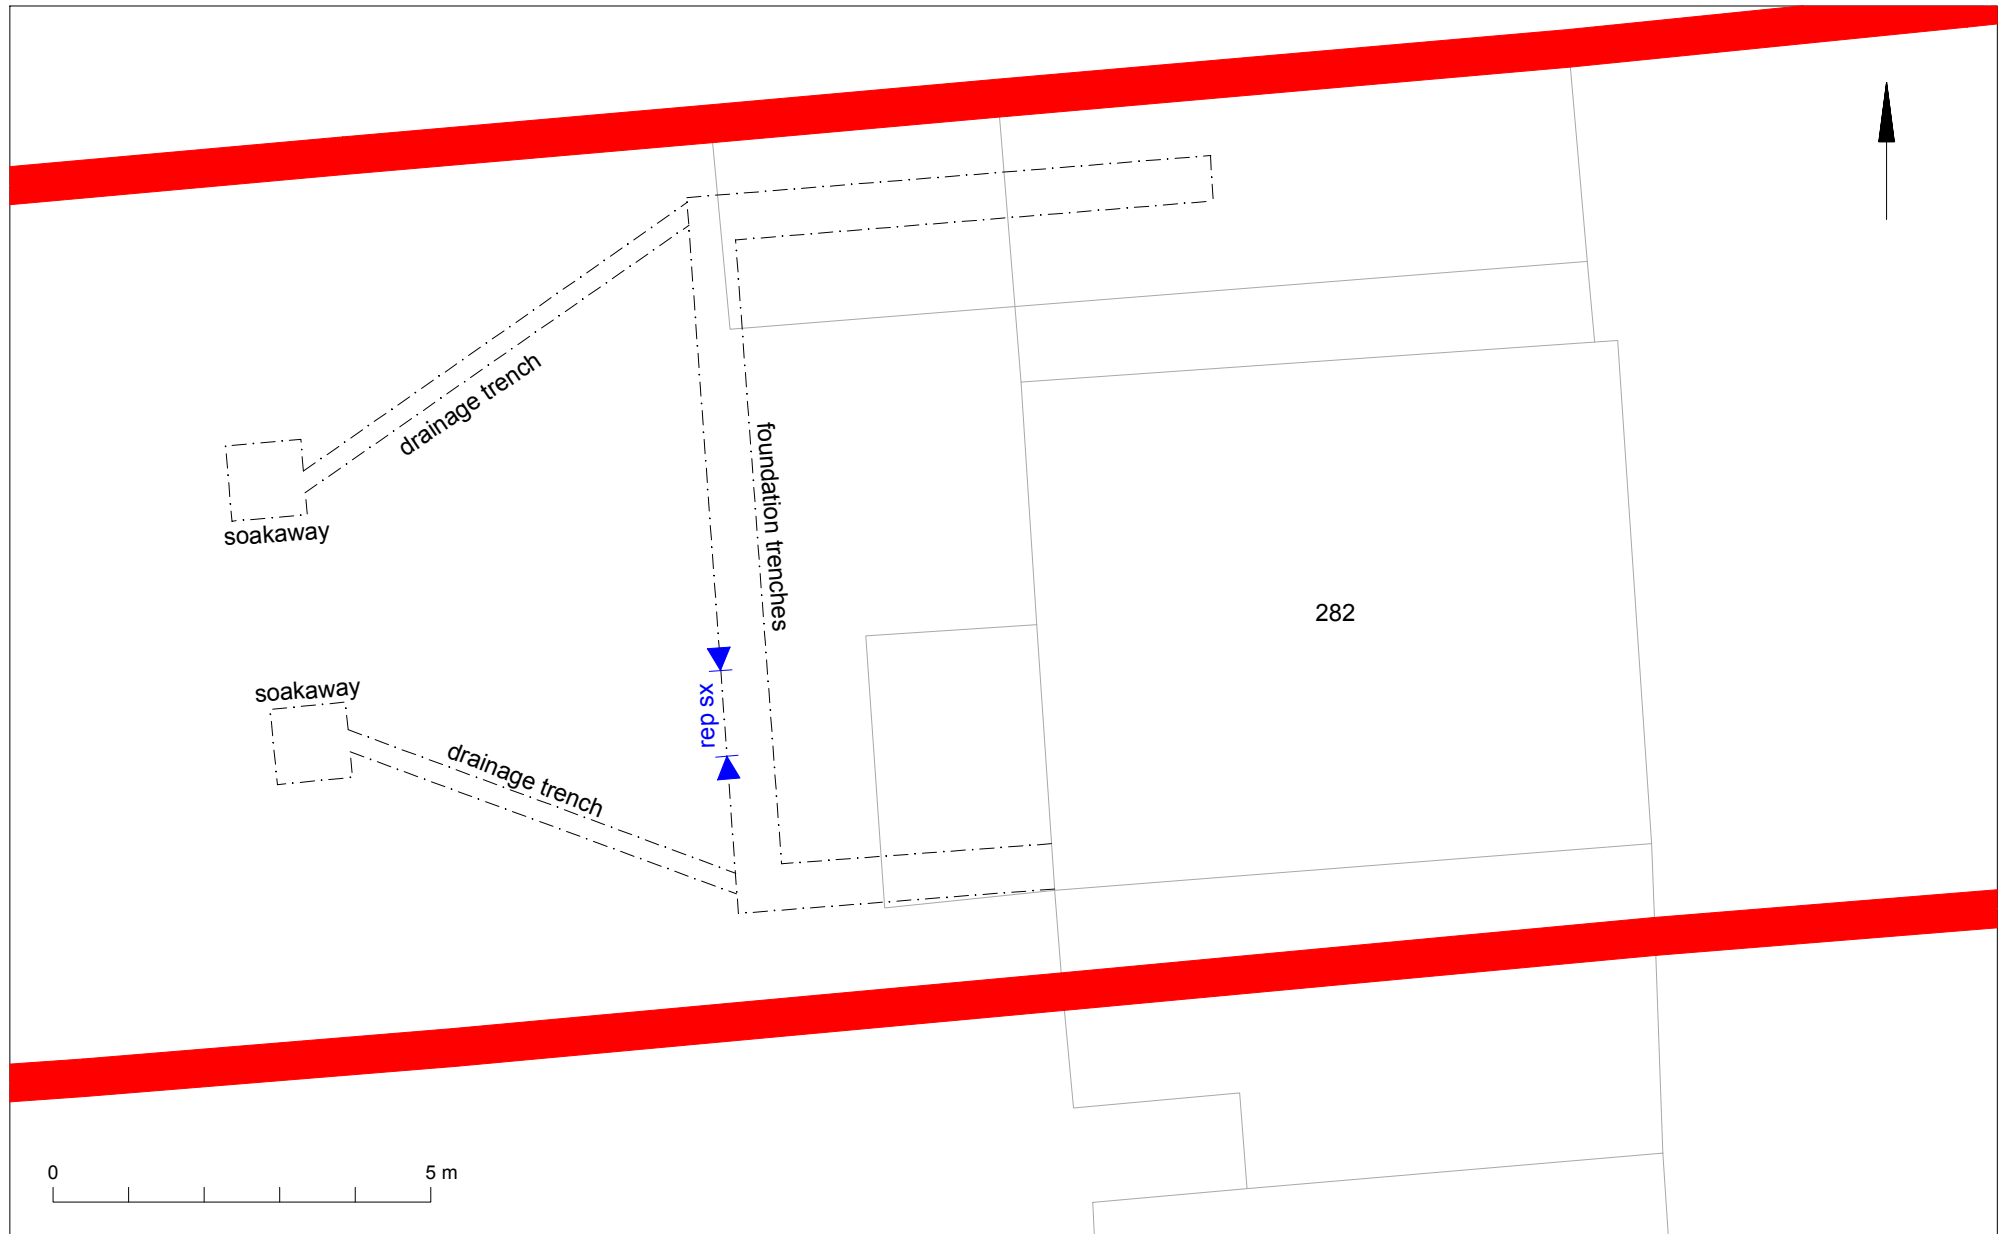 drainage trench
foundation trenches
soakaway
282
soakaway
rep sx
drainage trench
0
5 m